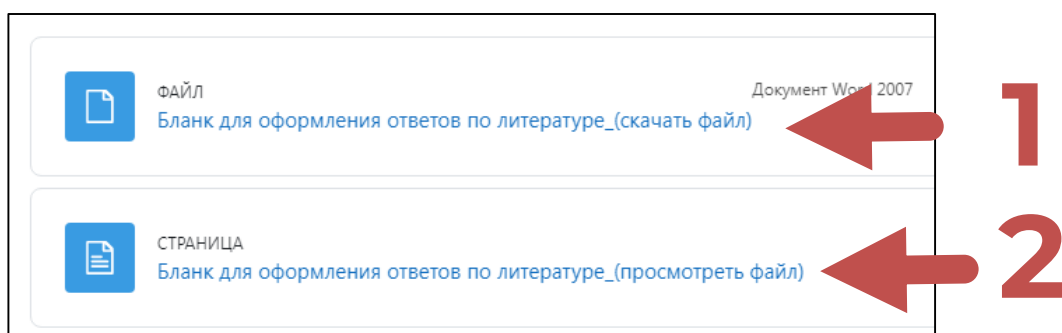 ФАЙЛ
Документ Word 2007
Бланк для оформления ответов по литературе_(скачать файл)
1
СТРАНИЦА
Бланк для оформления ответов по литературе_(просмотреть файл)
2